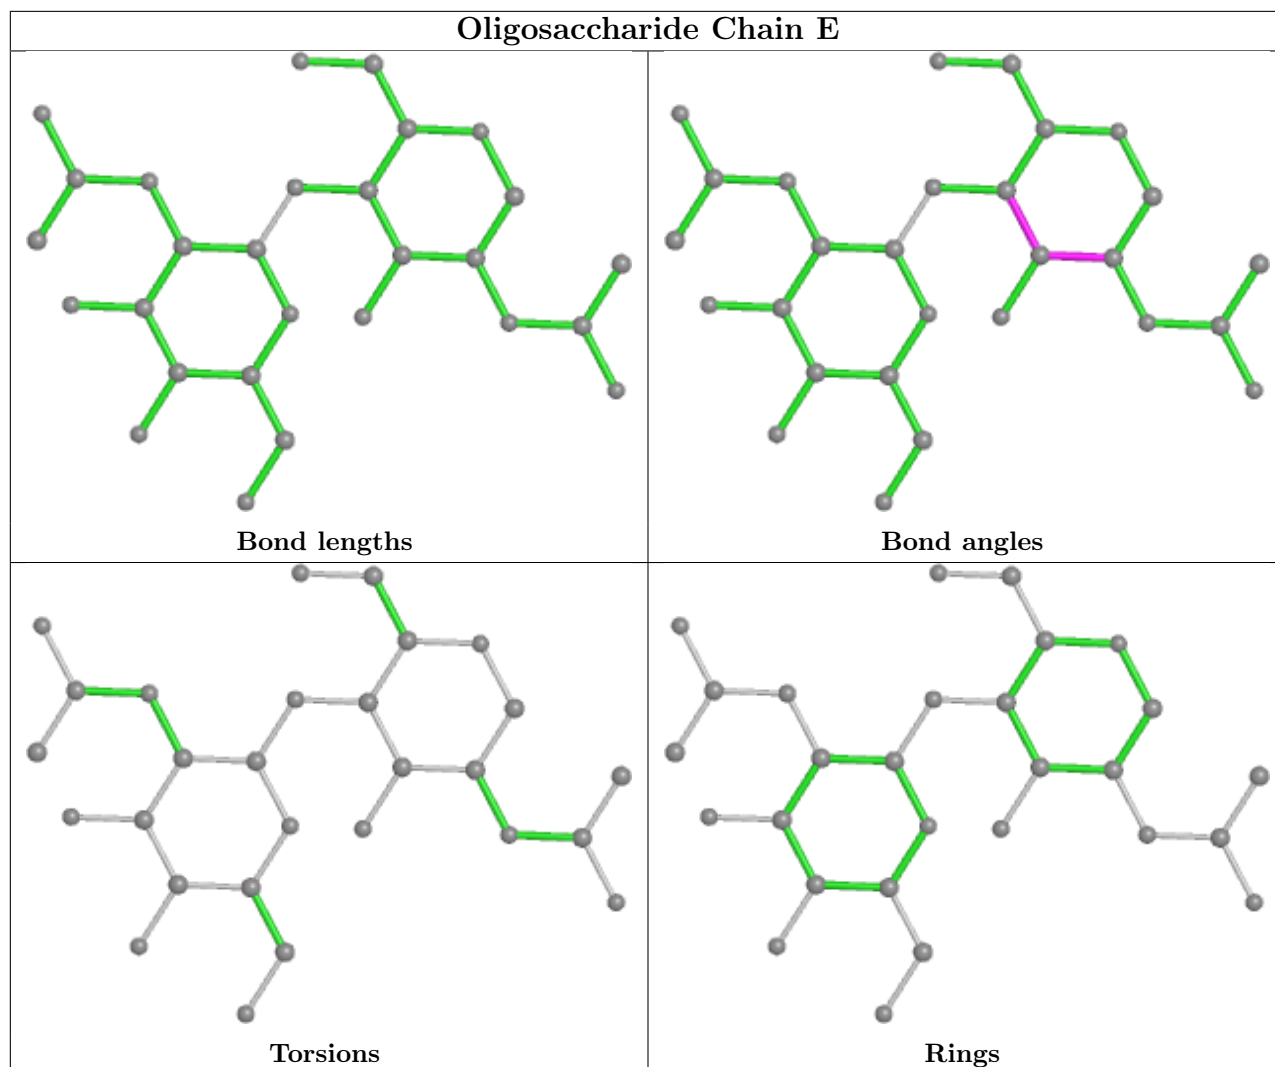 Oligosaccharide Chain E
Bond lengths
Bond angles
Torsions
Rings